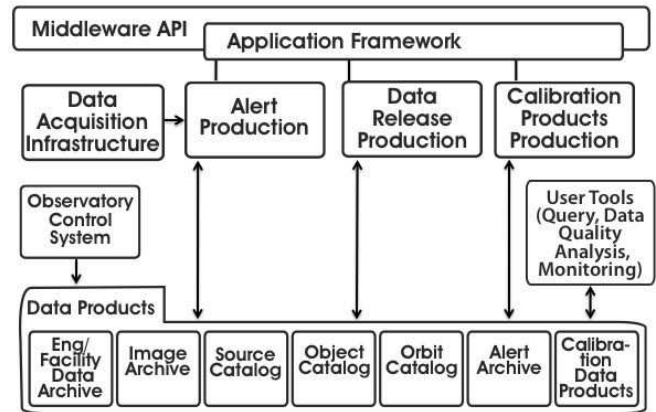 Middleware API
Application Framework
Data
Acquisition
Infrastructure
Alert
Production
Data
Release
Production
Calibration
Products
Production
Observatory
Control
System
User Tools
(Query, Data
Quality
Analysis,
Monitoring)
Data Products
Eng/
Facility
Data
Archive
Image
Archive
Source
Catalog
Object
Catalog
Orbit
Catalog
Alert
Archive
Calibra-
tion
Data
Products